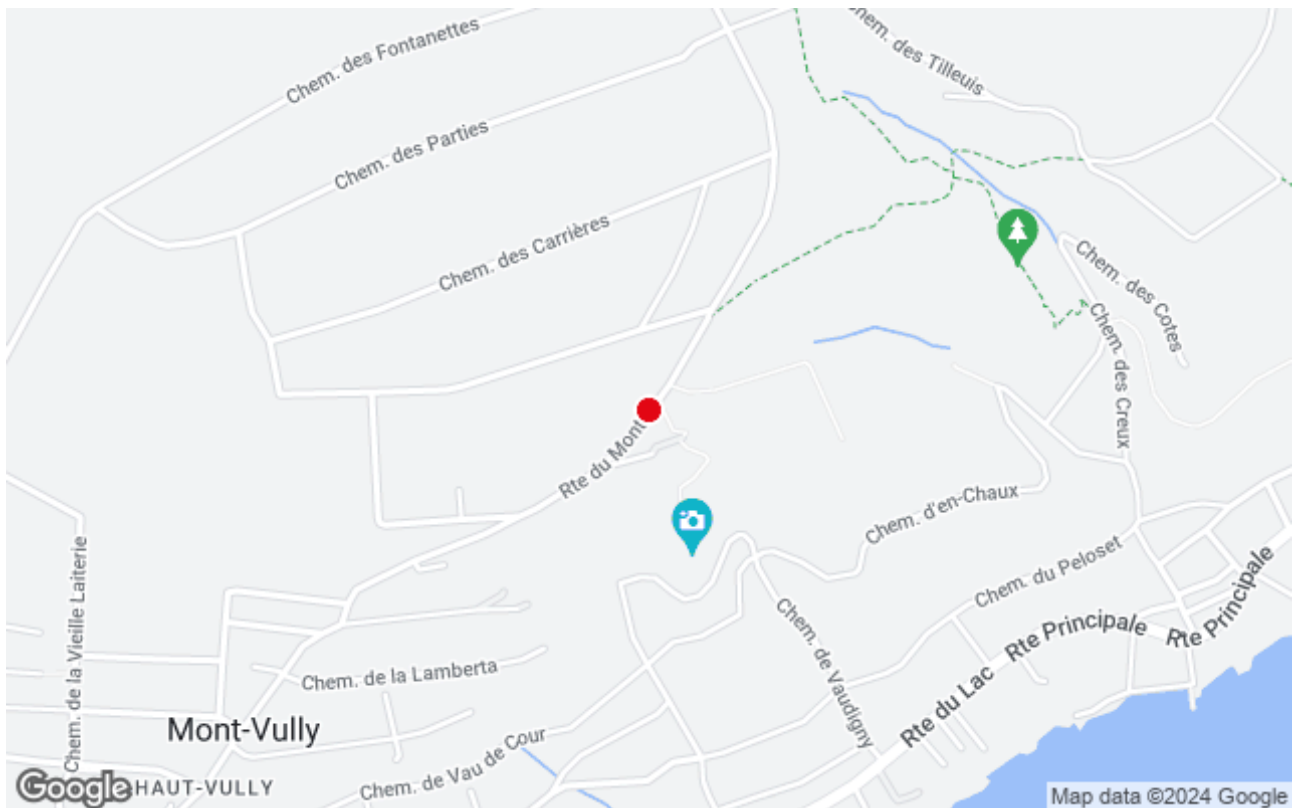 Chem. des Fontanettes
Chem. des Tilleuis
Chem. des Parties
Chem. des Carrières
Chem. des Cotes
Chem. des Creux
Rte du Mont
Chem. d'en-Chaux
Chem. de la Vieille Laiterie
Chem. du Peloset
Rte Principale
Rte Principale
Chem. de la Lamberta
Chem. de Vaudigny
Rte du Lac
Mont-Vully
Chem. de Vau de Cour
HAUT-VULLY
Google
Map data ©2024 Google